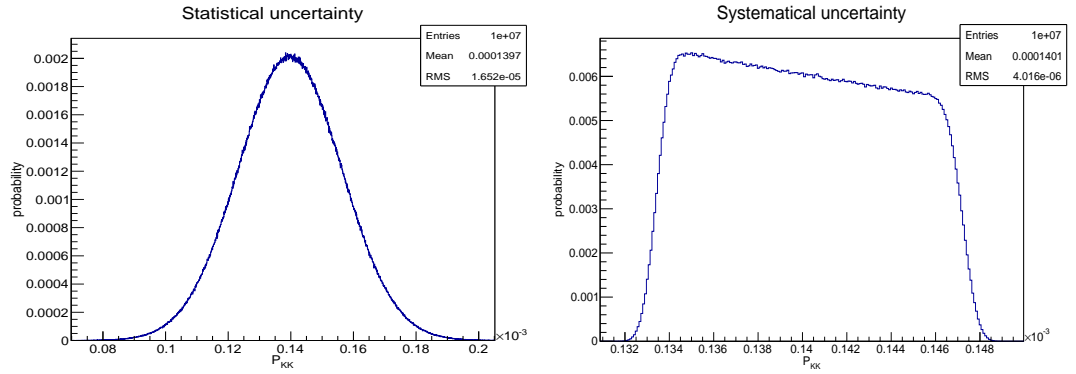 Statistical uncertainty
Entries 1e+07
Mean 0.0001397
RMS 1.652e-05
probability
0.002
0.0018
0.0016
0.0014
0.0012
0.001
0.0008
0.0006
0.0004
0.0002
0
0.08 0.1 0.12 0.14 0.16 0.18 0.2
×10⁻³
P_KK
Systematical uncertainty
Entries 1e+07
Mean 0.0001401
RMS 4.016e-06
probability
0.006
0.005
0.004
0.003
0.002
0.001
0
0.132 0.134 0.136 0.138 0.14 0.142 0.144 0.146 0.148
×10⁻³
P_KK